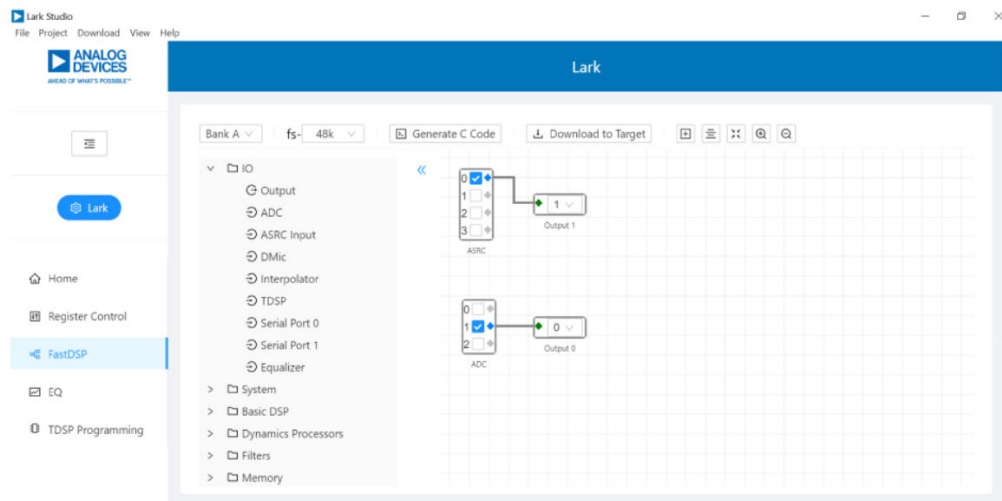 Lark Studio
File Project Download View Help
ANALOG
DEVICES
AHEAD OF WHAT'S POSSIBLE™
Lark
Lark
Home
Register Control
FastDSP
EQ
TDSP Programming
Bank A
fs- 48k
Generate C Code
Download to Target
IO
Output
ADC
ASRC Input
DMic
Interpolator
TDSP
Serial Port 0
Serial Port 1
Equalizer
System
Basic DSP
Dynamics Processors
Filters
Memory
0
1
2
3
ASRC
1
Output 1
0
1
2
ADC
0
Output 0